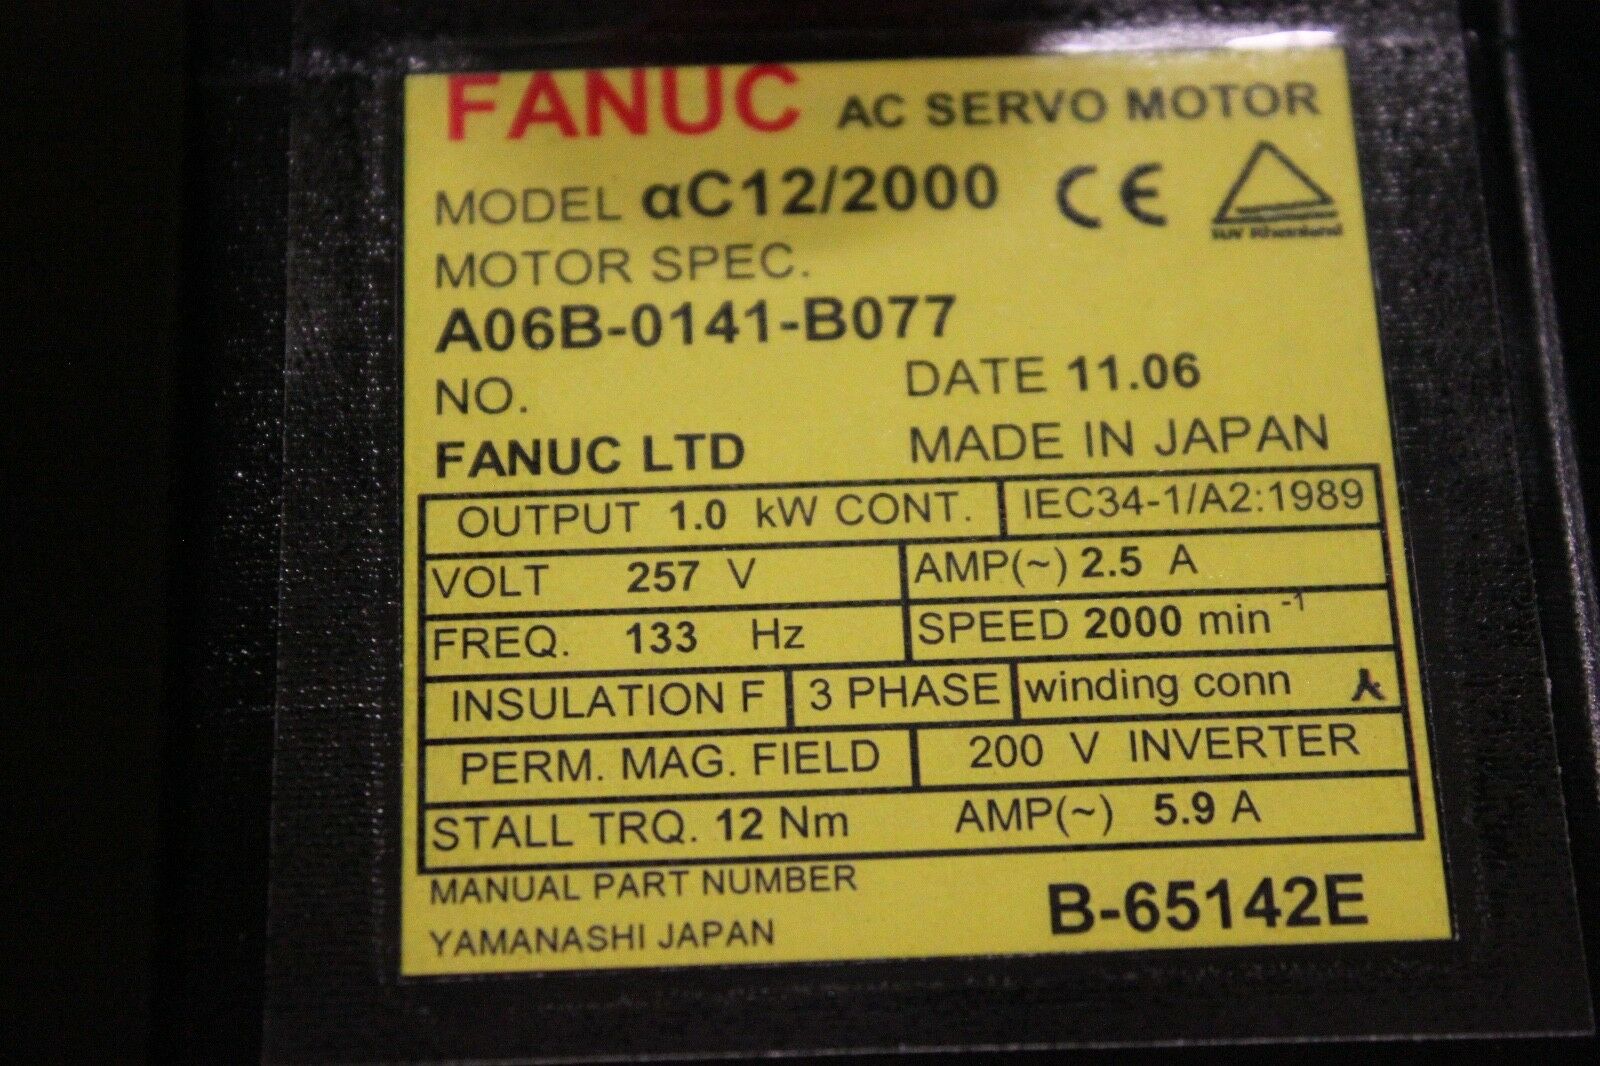 FANUC AC SERVO MOTOR
MODEL αC12/2000 CE
TUV Rheinland
MOTOR SPEC.
A06B-0141-B077
NO. DATE 11.06
FANUC LTD MADE IN JAPAN
OUTPUT 1.0 kW CONT. IEC34-1/A2:1989
VOLT 257 V AMP(~) 2.5 A
FREQ. 133 Hz SPEED 2000 min⁻¹
INSULATION F 3 PHASE winding conn
PERM. MAG. FIELD 200 V INVERTER
STALL TRQ. 12 Nm AMP(~) 5.9 A
MANUAL PART NUMBER B-65142E
YAMANASHI JAPAN